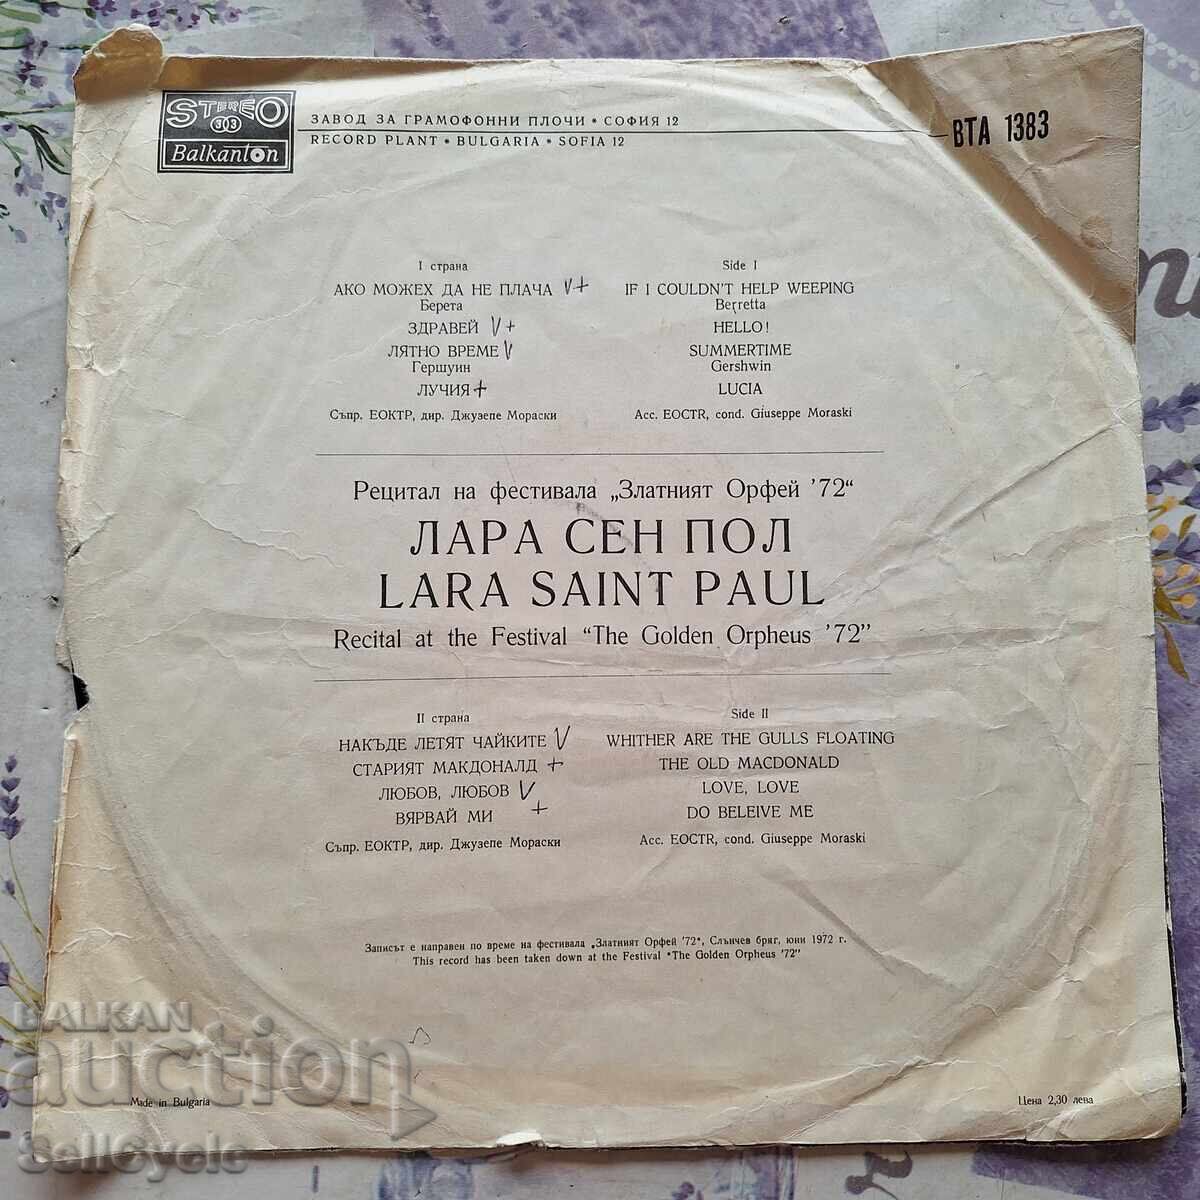 STEREO
33
Balkanton
ЗАВОД ЗА ГРАМОФОННИ ПЛОЧИ • СОФИЯ 12
RECORD PLANT • BULGARIA • SOFIA 12
ВТА 1383
I страна
АКО МОЖЕХ ДА НЕ ПЛАЧА V+
Берета
ЗДРАВЕЙ V+
ЛЯТНО ВРЕМЕ V
Гершуин
ЛУЧИЯ +
Съпр. ЕОКТР, дир. Джузепе Мораски
Side I
IF I COULDN'T HELP WEEPING
Berretta
HELLO!
SUMMERTIME
Gershwin
LUCIA
Acc. EOCTR, cond. Giuseppe Moraski
Рецитал на фестивала „Златният Орфей '72“
ЛАРА СЕН ПОЛ
LARA SAINT PAUL
Recital at the Festival “The Golden Orpheus '72”
II страна
НАКЪДЕ ЛЕТЯТ ЧАЙКИТЕ V
СТАРИЯТ МАКДОНАЛД +
ЛЮБОВ, ЛЮБОВ V
ВЯРВАЙ МИ +
Съпр. ЕОКТР, дир. Джузепе Мораски
Side II
WHITHER ARE THE GULLS FLOATING
THE OLD MACDONALD
LOVE, LOVE
DO BELEIVE ME
Acc. EOCTR, cond. Giuseppe Moraski
Записът е направен по време на фестивала „Златният Орфей '72“, Слънчев бряг, юни 1972 г.
This record has been taken down at the Festival “The Golden Orpheus '72”
Made in Bulgaria
Цена 2,30 лева
BALKAN
auction
SellCycle